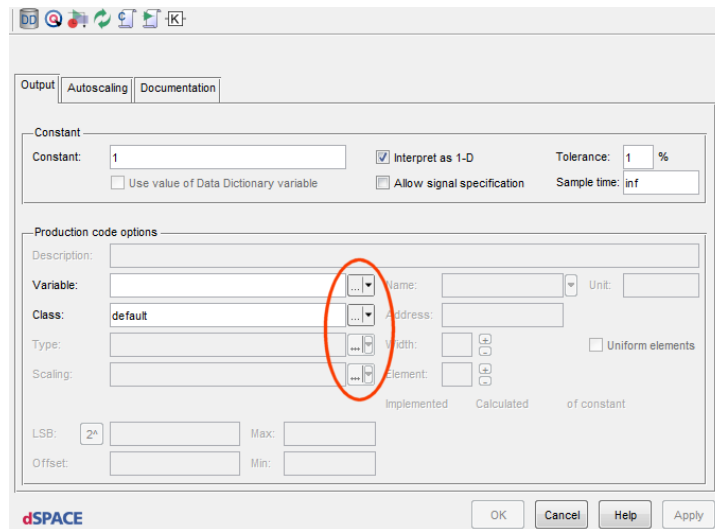 DD K
Output Autoscaling Documentation
Constant
Constant: 1 Interpret as 1-D Tolerance: 1 %
Use value of Data Dictionary variable Allow signal specification Sample time: inf
Production code options
Description:
Variable: ... Name: Unit:
Class: default ... Address:
Type: ... Width: + - Uniform elements
Scaling: ... Element: + -
Implemented Calculated of constant
LSB: 2^ Max:
Offset: Min:
dSPACE OK Cancel Help Apply